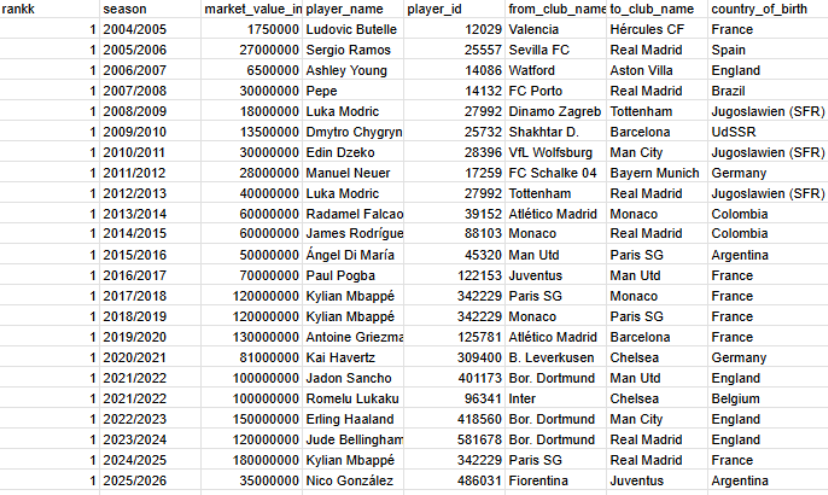 rankk season market_value_in player_name player_id from_club_name to_club_name country_of_birth
1 2004/2005 1750000 Ludovic Butelle 12029 Valencia Hércules CF France
1 2005/2006 27000000 Sergio Ramos 25557 Sevilla FC Real Madrid Spain
1 2006/2007 6500000 Ashley Young 14086 Watford Aston Villa England
1 2007/2008 30000000 Pepe 14132 FC Porto Real Madrid Brazil
1 2008/2009 18000000 Luka Modric 27992 Dinamo Zagreb Tottenham Jugoslawien (SFR)
1 2009/2010 13500000 Dmytro Chygryn 25732 Shakhtar D. Barcelona UdSSR
1 2010/2011 30000000 Edin Dzeko 28396 VfL Wolfsburg Man City Jugoslawien (SFR)
1 2011/2012 28000000 Manuel Neuer 17259 FC Schalke 04 Bayern Munich Germany
1 2012/2013 40000000 Luka Modric 27992 Tottenham Real Madrid Jugoslawien (SFR)
1 2013/2014 60000000 Radamel Falcao 39152 Atlético Madrid Monaco Colombia
1 2014/2015 60000000 James Rodrígue 88103 Monaco Real Madrid Colombia
1 2015/2016 50000000 Ángel Di María 45320 Man Utd Paris SG Argentina
1 2016/2017 70000000 Paul Pogba 122153 Juventus Man Utd France
1 2017/2018 120000000 Kylian Mbappé 342229 Paris SG Monaco France
1 2018/2019 120000000 Kylian Mbappé 342229 Monaco Paris SG France
1 2019/2020 130000000 Antoine Griezma 125781 Atlético Madrid Barcelona France
1 2020/2021 81000000 Kai Havertz 309400 B. Leverkusen Chelsea Germany
1 2021/2022 100000000 Jadon Sancho 401173 Bor. Dortmund Man Utd England
1 2021/2022 100000000 Romelu Lukaku 96341 Inter Chelsea Belgium
1 2022/2023 150000000 Erling Haaland 418560 Bor. Dortmund Man City England
1 2023/2024 120000000 Jude Bellingham 581678 Bor. Dortmund Real Madrid England
1 2024/2025 180000000 Kylian Mbappé 342229 Paris SG Real Madrid France
1 2025/2026 35000000 Nico González 486031 Fiorentina Juventus Argentina